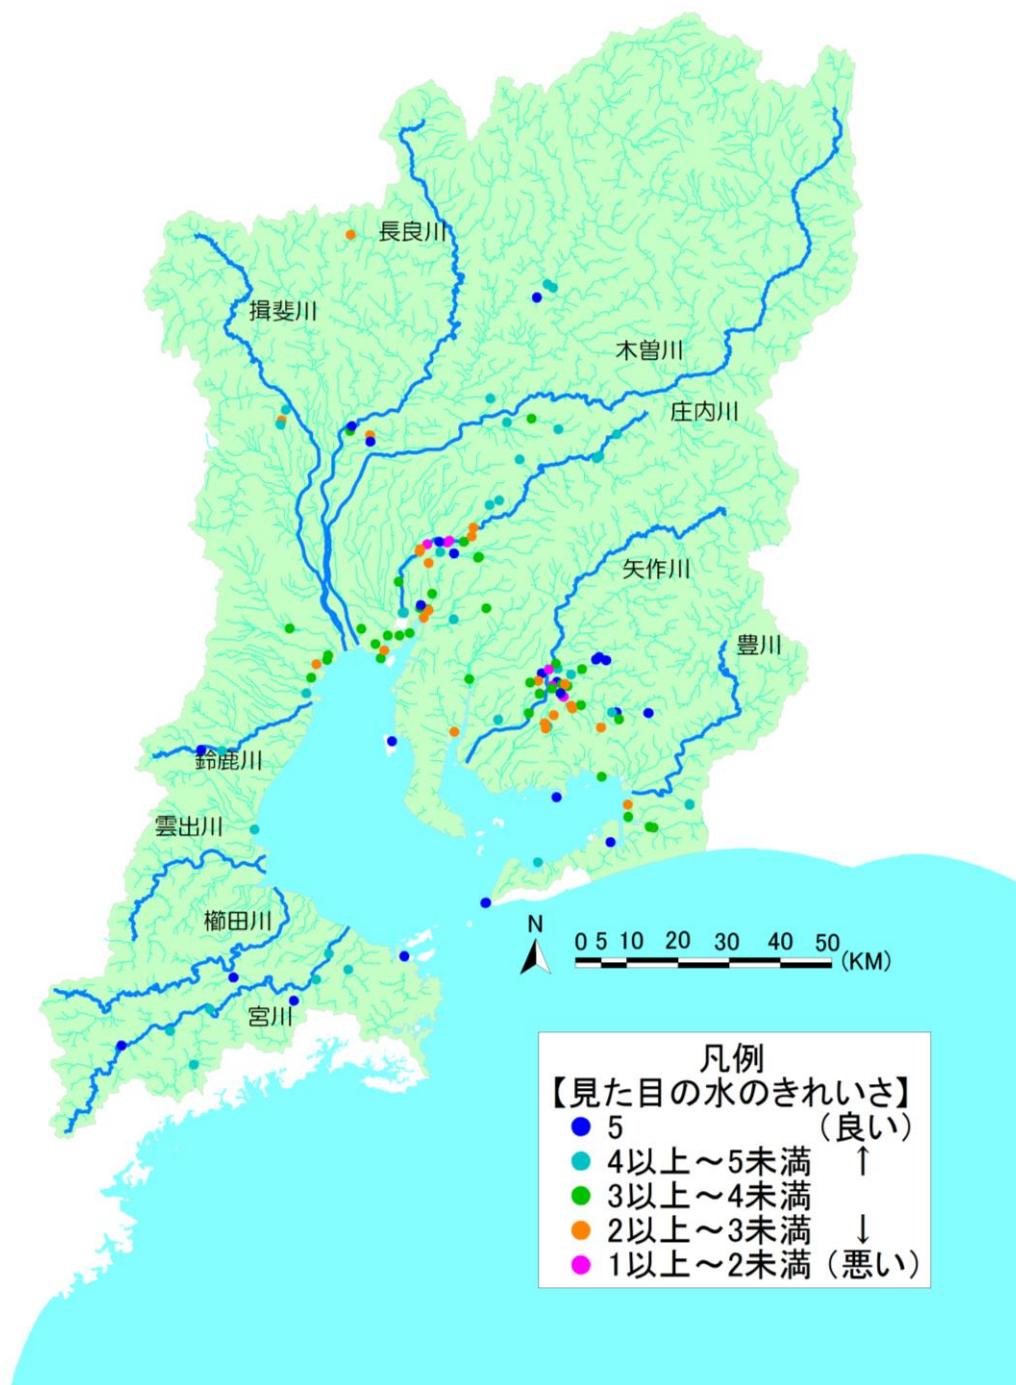 長良川
揖斐川
木曽川
庄内川
矢作川
豊川
鈴鹿川
雲出川
櫛田川
宮川
N
0 5 10 20 30 40 50
(KM)
凡例
【見た目の水のきれいさ】
5 (良い)
4以上～5未満 ↑
3以上～4未満
2以上～3未満 ↓
1以上～2未満 (悪い)